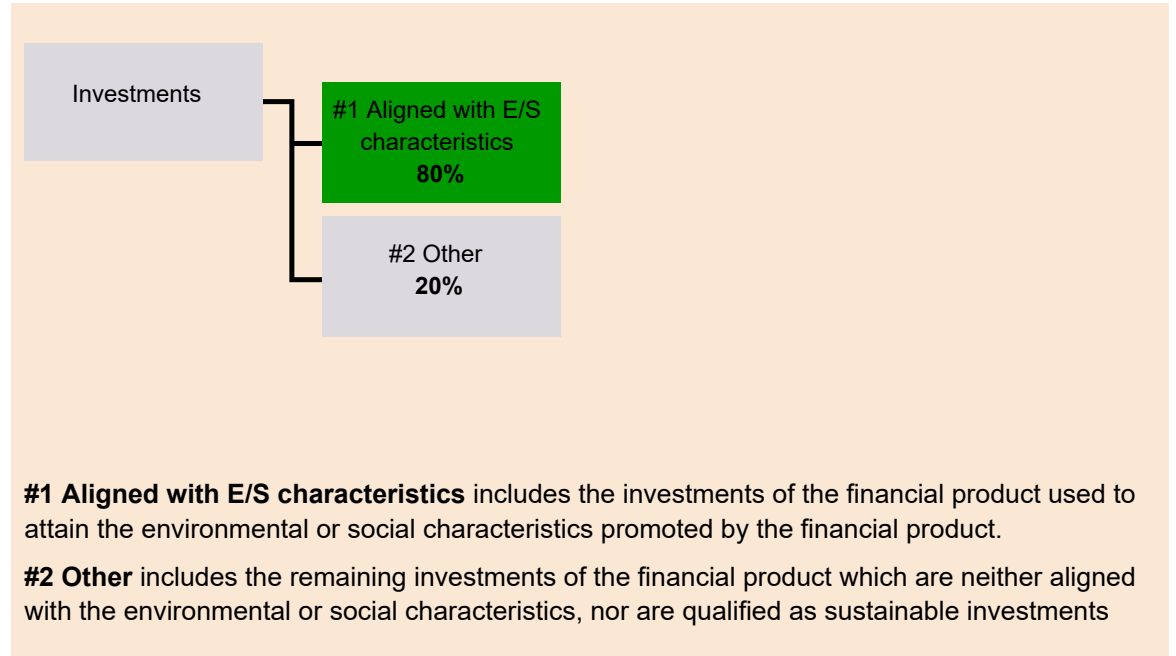 Investments
#1 Aligned with E/S
characteristics
80%
#2 Other
20%
#1 Aligned with E/S characteristics includes the investments of the financial product used to
attain the environmental or social characteristics promoted by the financial product.
#2 Other includes the remaining investments of the financial product which are neither aligned
with the environmental or social characteristics, nor are qualified as sustainable investments